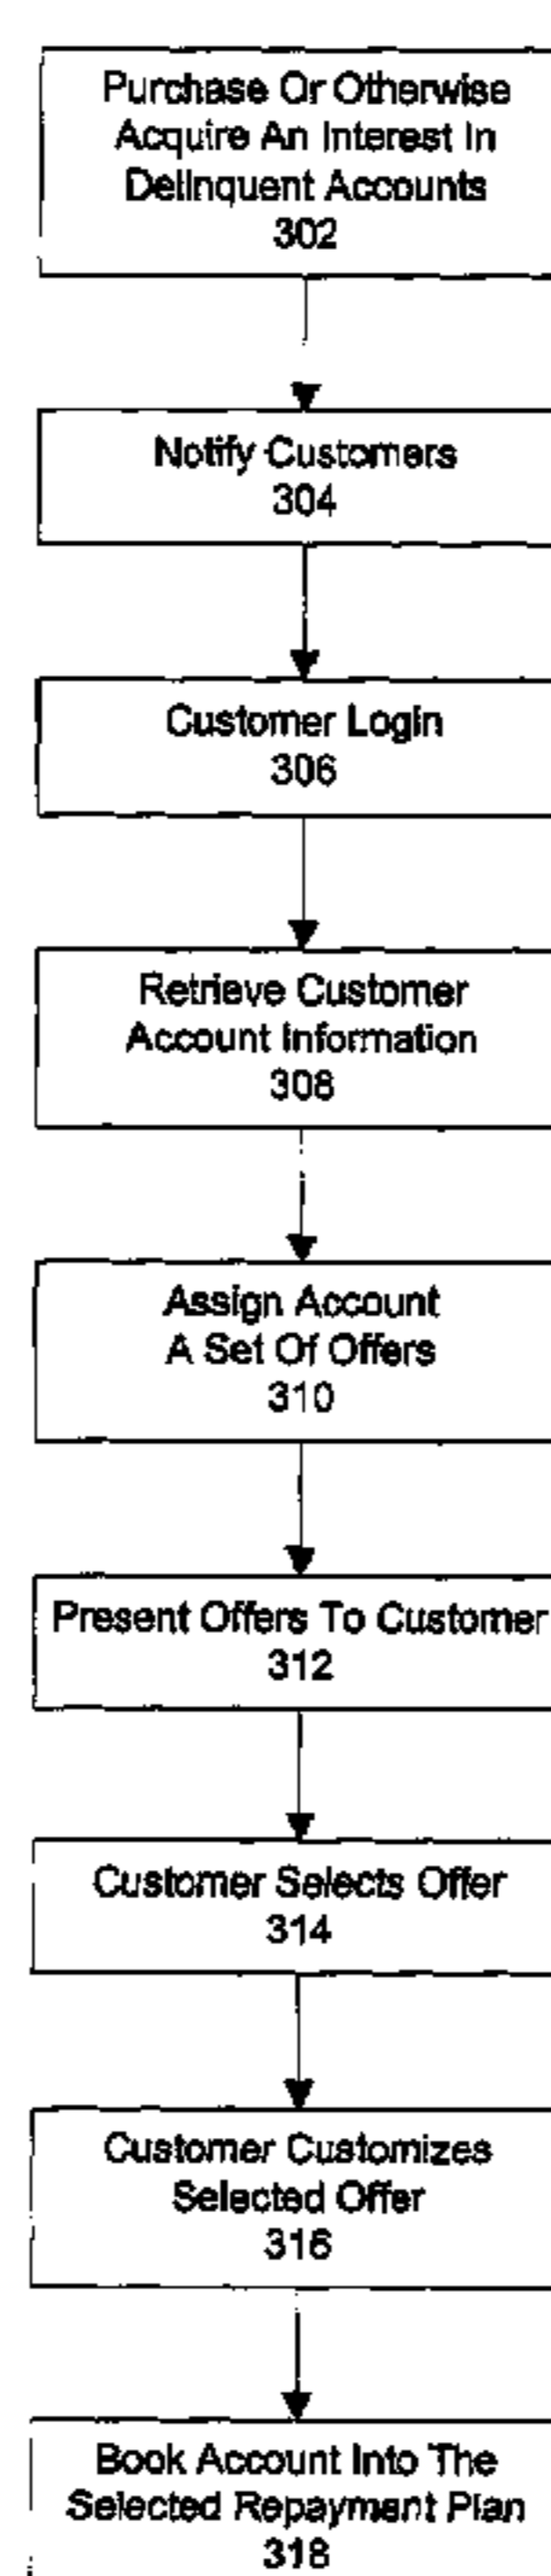 Purchase Or Otherwise
Acquire An Interest In
Delinquent Accounts
302
Notify Customers
304
Customer Login
306
Retrieve Customer
Account Information
308
Assign Account
A Set Of Offers
310
Present Offers To Customer
312
Customer Selects Offer
314
Customer Customizes
Selected Offer
316
Book Account Into The
Selected Repayment Plan
318